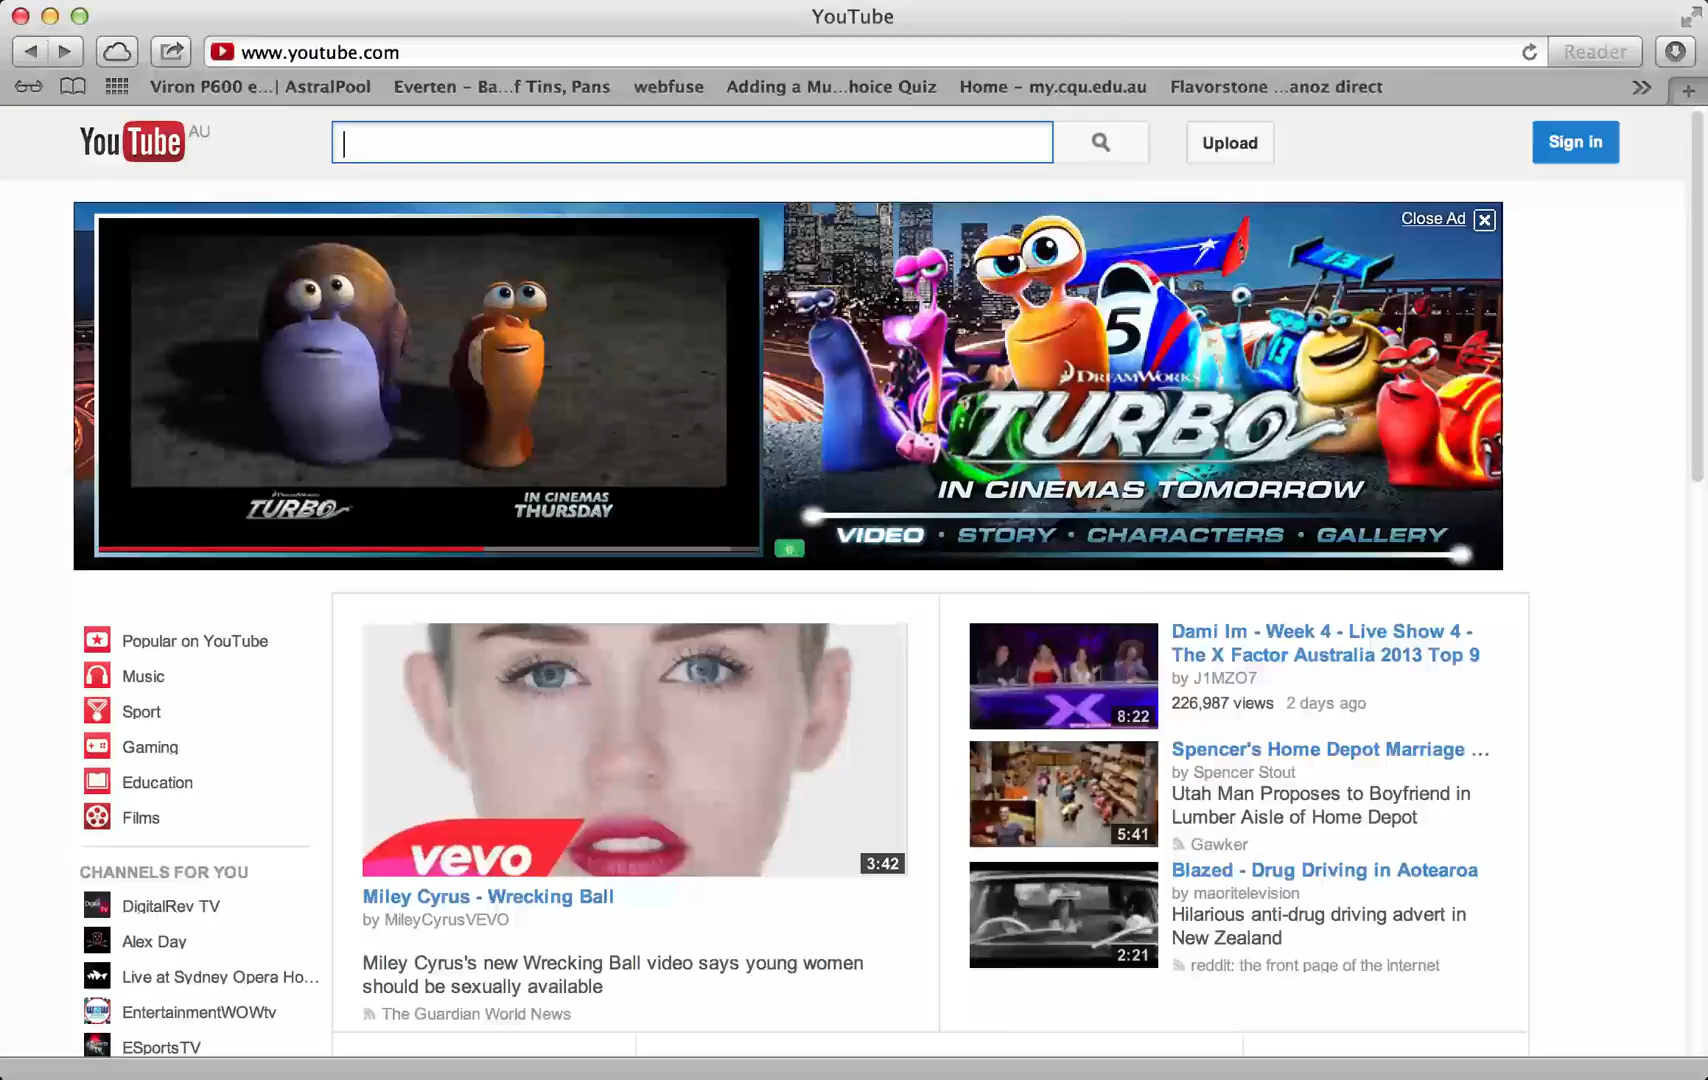 YouTube
www.youtube.com
Reader
Viron P600 e...| AstralPool
Everten – Ba...f Tins, Pans
webfuse
Adding a Mu...hoice Quiz
Home – my.cqu.edu.au
Flavorstone ...anoz direct
YouTube AU
Upload
Sign in
Close Ad
TURBO
IN CINEMAS
THURSDAY
5
13
13
DREAMWORKS
TURBO
IN CINEMAS TOMORROW
VIDEO · STORY · CHARACTERS · GALLERY
Popular on YouTube
Music
Sport
Gaming
Education
Films
CHANNELS FOR YOU
DigitalRev TV
Alex Day
Live at Sydney Opera Ho...
EntertainmentWOWtv
ESportsTV
vevo
3:42
Miley Cyrus - Wrecking Ball
by MileyCyrusVEVO
Miley Cyrus's new Wrecking Ball video says young women
should be sexually available
The Guardian World News
X
8:22
Dami Im - Week 4 - Live Show 4 -
The X Factor Australia 2013 Top 9
by J1MZO7
226,987 views 2 days ago
5:41
Spencer's Home Depot Marriage ...
by Spencer Stout
Utah Man Proposes to Boyfriend in
Lumber Aisle of Home Depot
Gawker
2:21
Blazed - Drug Driving in Aotearoa
by maoritelevision
Hilarious anti-drug driving advert in
New Zealand
reddit: the front page of the internet